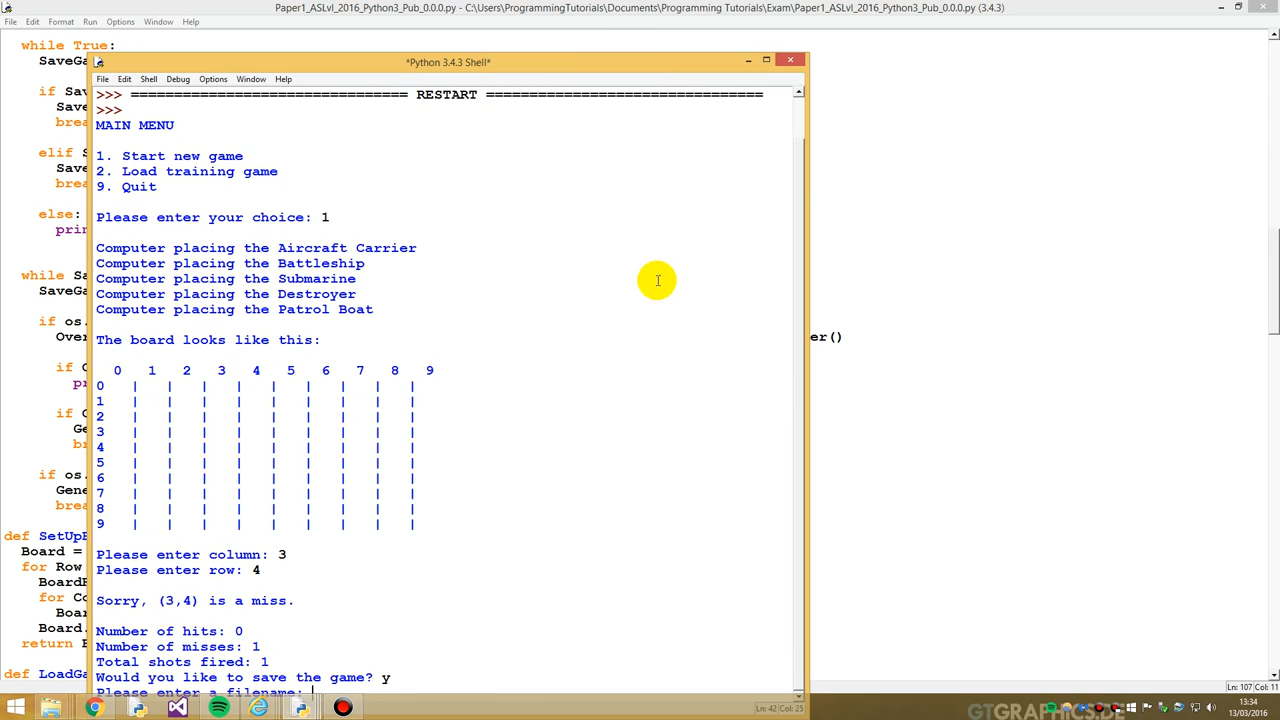 Paper1_ASLvl_2016_Python3_Pub_0.0.0.py - C:\Users\ProgrammingTutorials\Documents\Programming Tutorials\Exam\Paper1_ASLvl_2016_Python3_Pub_0.0.0.py (3.4.3)
File Edit Format Run Options Window Help
while True:
SaveGa
if Sa
Save
brea
elif S
Save
brea
else:
prin
while Sa
SaveGa
if os.
Over
er()
if O
pr
if O
Ge
br
if os.
Gene
brea
def SetUpB
Board =
for Row
BoardR
for Co
Boa
Board.
return B
def LoadGa
*Python 3.4.3 Shell*
File Edit Shell Debug Options Window Help
>>> ================================ RESTART ================================
>>>
MAIN MENU
1. Start new game
2. Load training game
9. Quit
Please enter your choice: 1
Computer placing the Aircraft Carrier
Computer placing the Battleship
Computer placing the Submarine
Computer placing the Destroyer
Computer placing the Patrol Boat
The board looks like this:
0 1 2 3 4 5 6 7 8 9
0 | | | | | | | | |
1 | | | | | | | | |
2 | | | | | | | | |
3 | | | | | | | | |
4 | | | | | | | | |
5 | | | | | | | | |
6 | | | | | | | | |
7 | | | | | | | | |
8 | | | | | | | | |
9 | | | | | | | | |
Please enter column: 3
Please enter row: 4
Sorry, (3,4) is a miss.
Number of hits: 0
Number of misses: 1
Total shots fired: 1
Would you like to save the game? y
Please enter a filename:
Ln: 42 Col: 25
Ln: 107 Col: 11
13:34
13/03/2016